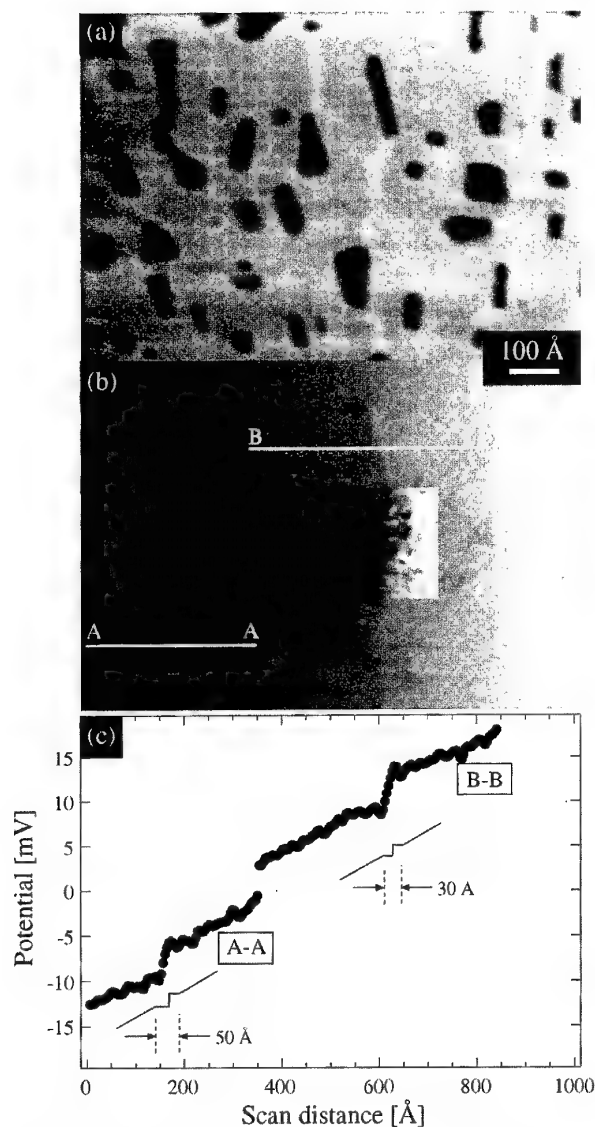 (a)
100 Å
(b)
B
A A
(c)
15
10
5
0
-5
-10
-15
Potential [mV]
B-B
30 A
A-A
50 Å
0 200 400 600 800 1000
Scan distance [Å]